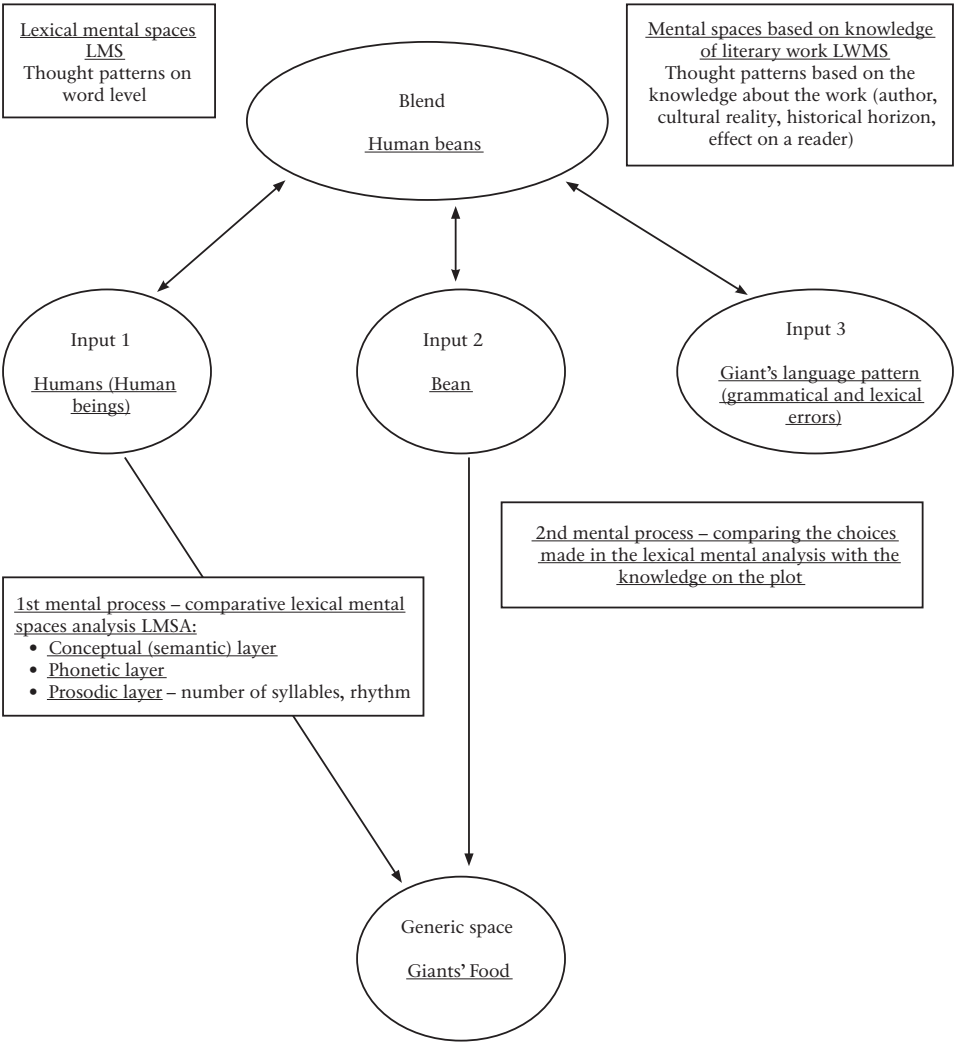 Lexical mental spaces
LMS
Thought patterns on
word level
Mental spaces based on knowledge
of literary work LWMS
Thought patterns based on the
knowledge about the work (author,
cultural reality, historical horizon,
effect on a reader)
Blend
Human beans
Input 1
Humans (Human
beings)
Input 2
Bean
Input 3
Giant’s language pattern
(grammatical and lexical
errors)
2nd mental process – comparing the choices
made in the lexical mental analysis with the
knowledge on the plot
1st mental process – comparative lexical mental
spaces analysis LMSA:
• Conceptual (semantic) layer
• Phonetic layer
• Prosodic layer – number of syllables, rhythm
Generic space
Giants’ Food